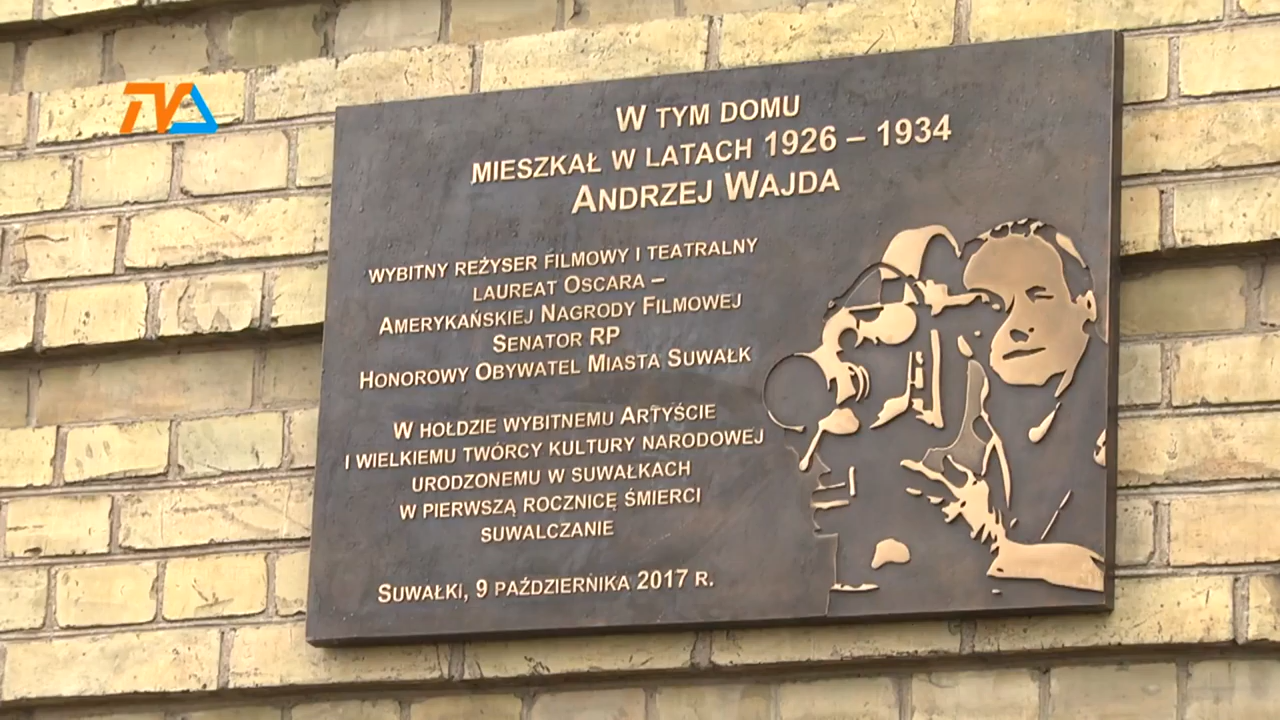 TVA
W TYM DOMU
MIESZKAŁ W LATACH 1926 – 1934
ANDRZEJ WAJDA
WYBITNY REŻYSER FILMOWY I TEATRALNY
LAUREAT OSCARA –
AMERYKAŃSKIEJ NAGRODY FILMOWEJ
SENATOR RP
HONOROWY OBYWATEL MIASTA SUWAŁK
W HOŁDZIE WYBITNEMU ARTYŚCIE
I WIELKIEMU TWÓRCY KULTURY NARODOWEJ
URODZONEMU W SUWAŁKACH
W PIERWSZĄ ROCZNICĘ ŚMIERCI
SUWALCZANIE
SUWAŁKI, 9 PAŹDZIERNIKA 2017 R.